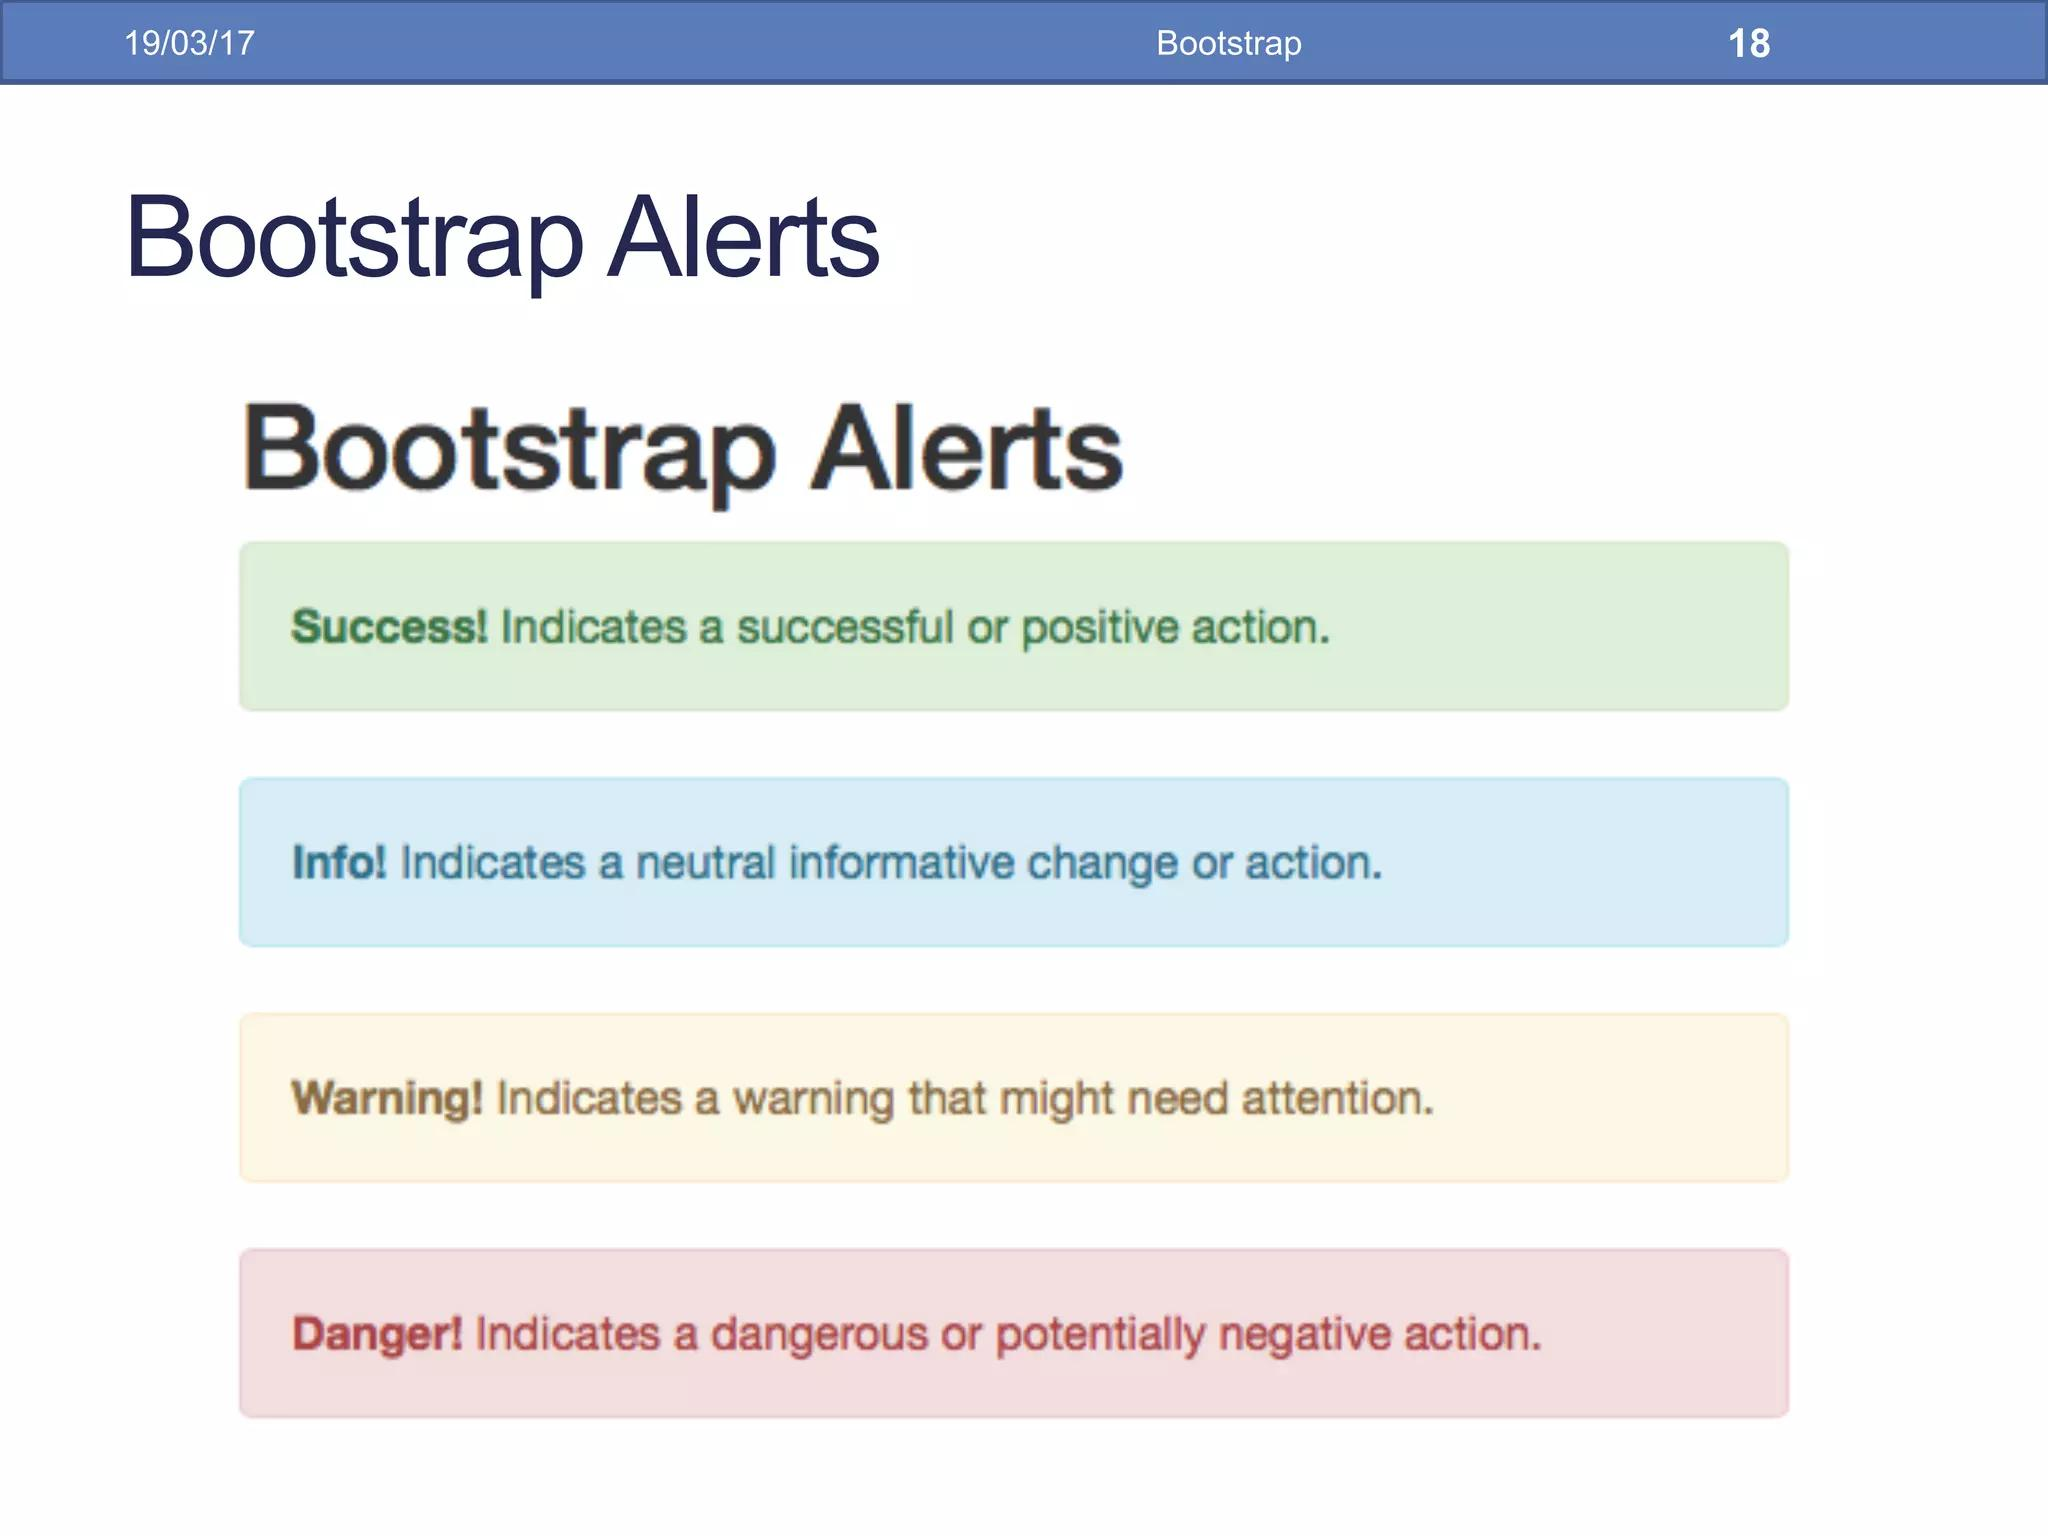 19/03/17 Bootstrap 18
Bootstrap Alerts
Bootstrap Alerts
Success! Indicates a successful or positive action.
Info! Indicates a neutral informative change or action.
Warning! Indicates a warning that might need attention.
Danger! Indicates a dangerous or potentially negative action.